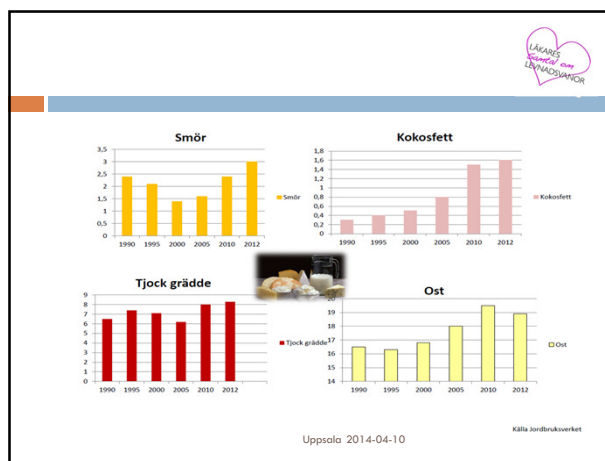 LÄKARES
Samtal om
LEVNADSVANOR
Smör
3,5
3
2,5
2
1,5
1
0,5
0
1990 1995 2000 2005 2010 2012
Smör
Kokosfett
1,8
1,6
1,4
1,2
1
0,8
0,6
0,4
0,2
0
1990 1995 2000 2005 2010 2012
Kokosfett
Tjock grädde
9
8
7
6
5
4
3
2
1
0
1990 1995 2000 2005 2010 2012
Tjock grädde
Ost
20
19
18
17
16
15
14
1990 1995 2000 2005 2010 2012
Ost
Källa Jordbruksverket
Uppsala 2014-04-10